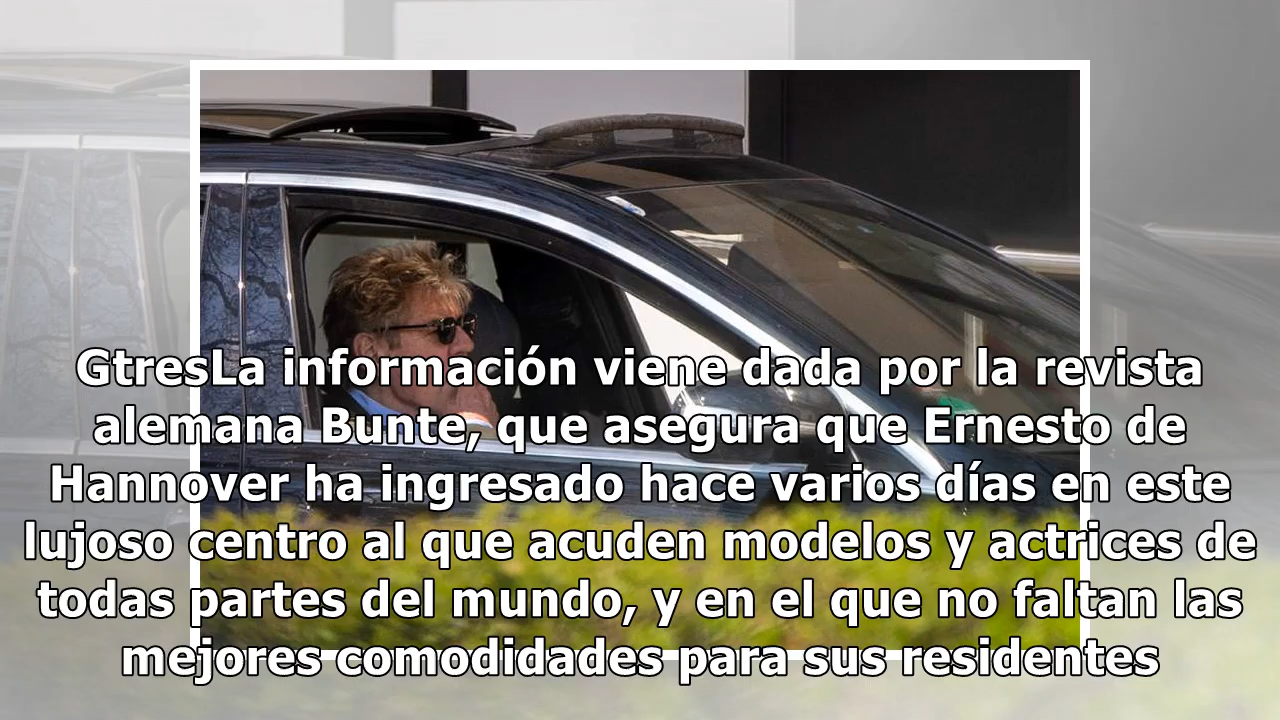 GtresLa información viene dada por la revista
alemana Bunte, que asegura que Ernesto de
Hannover ha ingresado hace varios días en este
lujoso centro al que acuden modelos y actrices de
todas partes del mundo, y en el que no faltan las
mejores comodidades para sus residentes